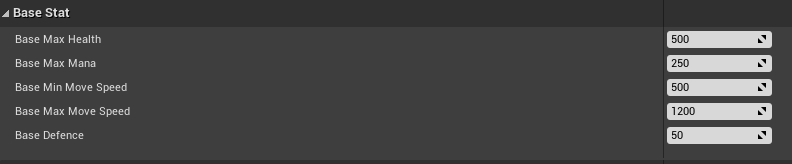 Base Stat
Base Max Health 500
Base Max Mana 250
Base Min Move Speed 500
Base Max Move Speed 1200
Base Defence 50